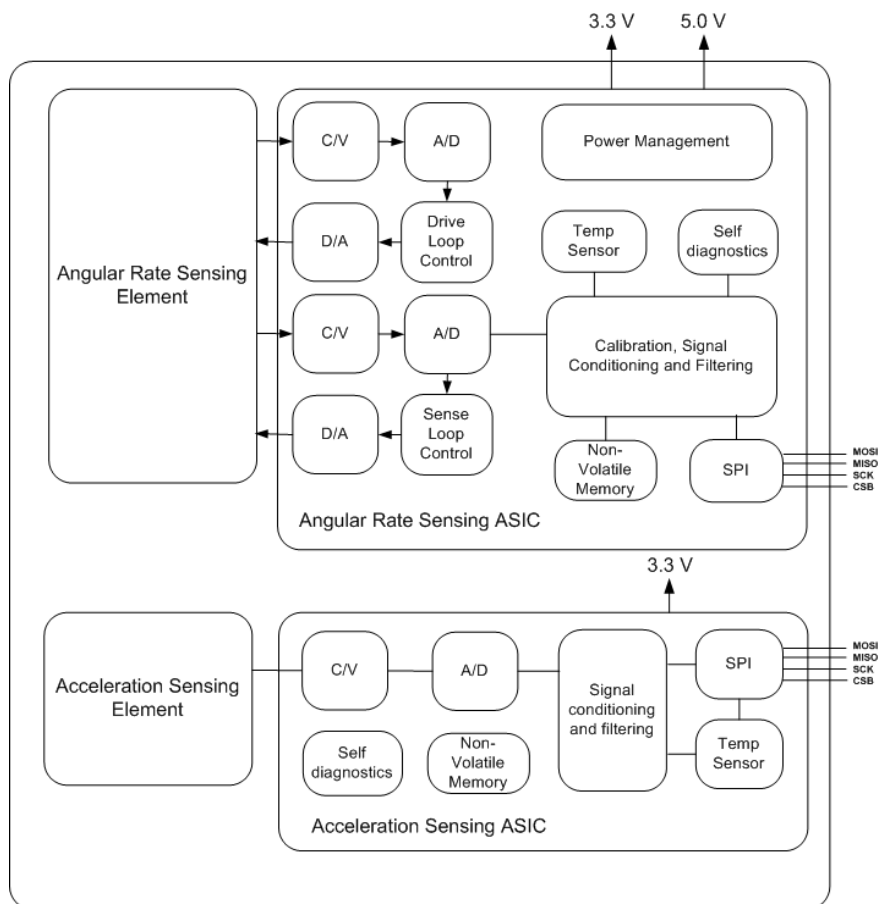 3.3 V
5.0 V
C/V
A/D
Power Management
D/A
Drive
Loop
Control
Temp
Sensor
Self
diagnostics
Angular Rate Sensing
Element
C/V
A/D
Calibration, Signal
Conditioning and Filtering
D/A
Sense
Loop
Control
Non-
Volatile
Memory
SPI
MOSI
MISO
SCK
CSB
Angular Rate Sensing ASIC
3.3 V
Acceleration Sensing
Element
C/V
A/D
Signal
conditioning
and filtering
SPI
MOSI
MISO
SCK
CSB
Self
diagnostics
Non-
Volatile
Memory
Temp
Sensor
Acceleration Sensing ASIC